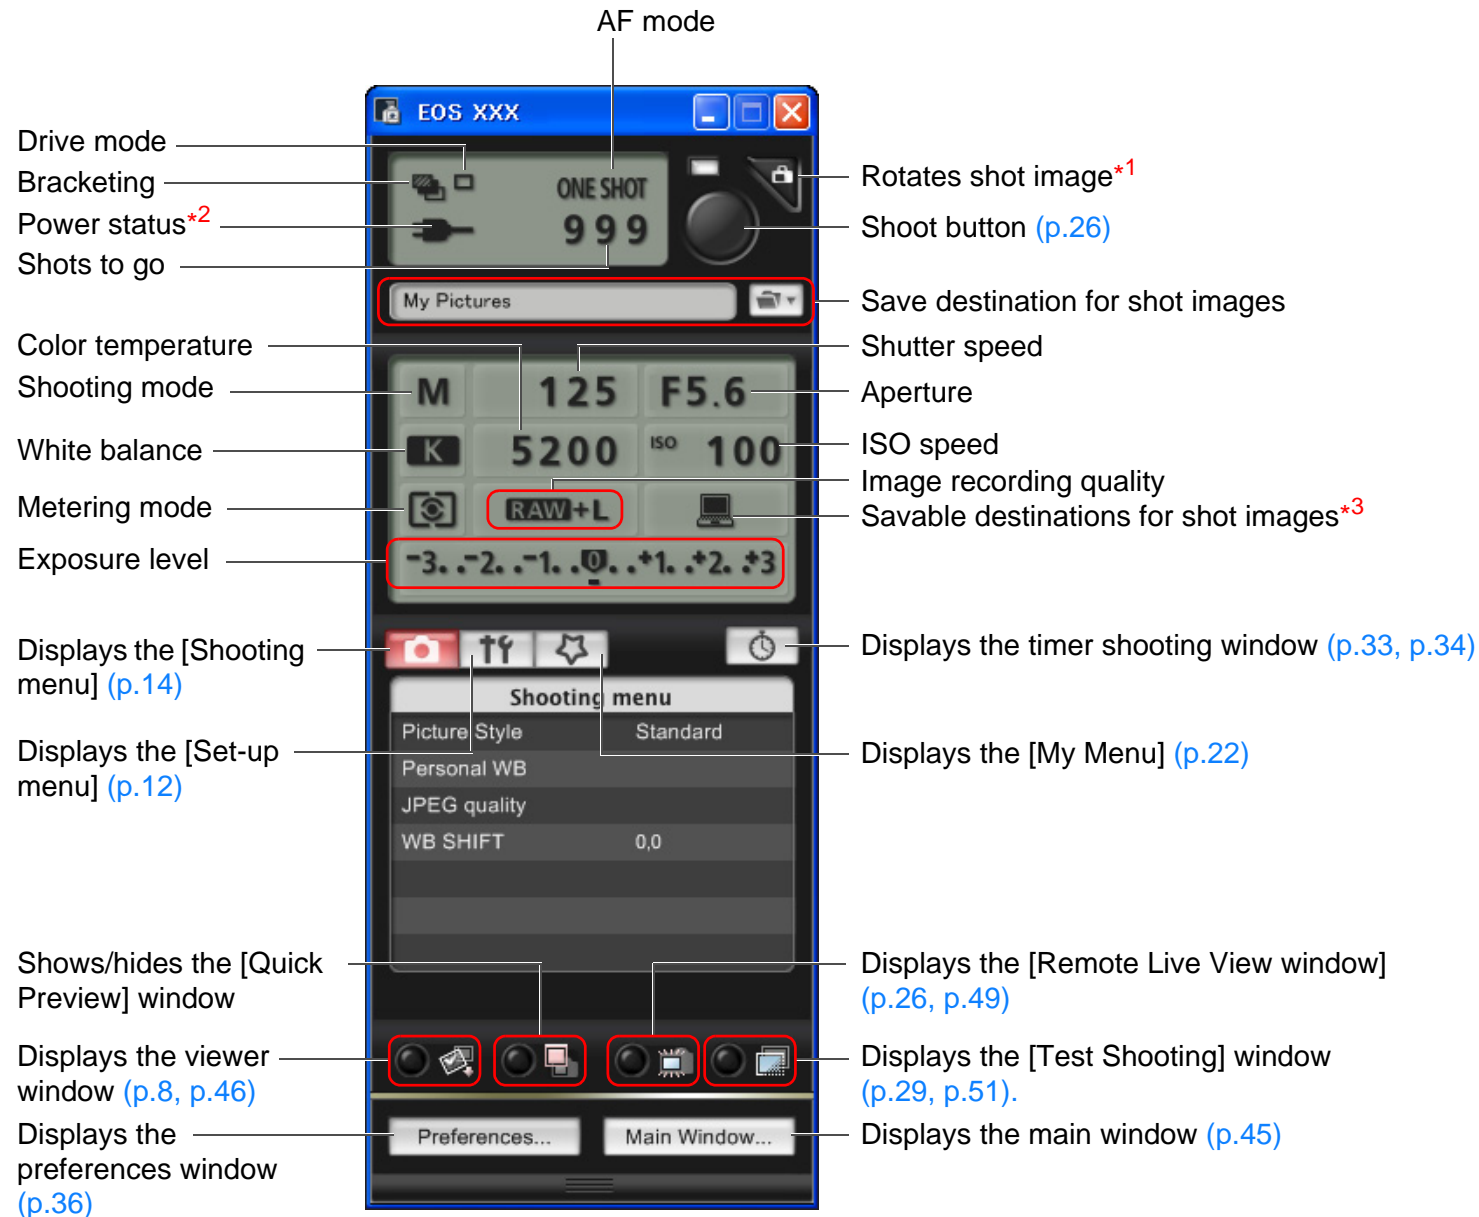 AF mode
EOS XXX
Drive mode
Bracketing
Power status*2
Shots to go
ONE SHOT
999
Rotates shot image*1
Shoot button (p.26)
My Pictures
Save destination for shot images
Color temperature
Shooting mode
White balance
Metering mode
Exposure level
M
125
F5.6
K
5200
ISO 100
RAW+L
-3..-2..-1..0..+1..+2..+3
Shutter speed
Aperture
ISO speed
Image recording quality
Savable destinations for shot images*3
Displays the [Shooting
menu] (p.14)
Displays the [Set-up
menu] (p.12)
Shooting menu
Picture Style Standard
Personal WB
JPEG quality
WB SHIFT 0,0
Displays the timer shooting window (p.33, p.34)
Displays the [My Menu] (p.22)
Shows/hides the [Quick
Preview] window
Displays the viewer
window (p.8, p.46)
Displays the
preferences window
(p.36)
Displays the [Remote Live View window]
(p.26, p.49)
Displays the [Test Shooting] window
(p.29, p.51).
Preferences...
Main Window...
Displays the main window (p.45)